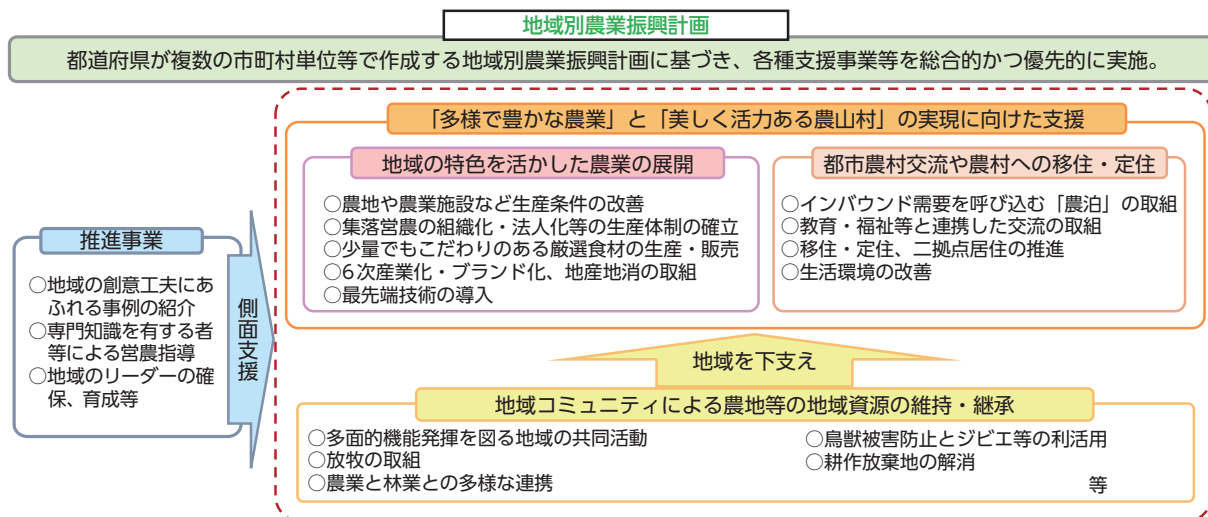 地域別農業振興計画
都道府県が複数の市町村単位等で作成する地域別農業振興計画に基づき、各種支援事業等を総合的かつ優先的に実施。
「多様で豊かな農業」と「美しく活力ある農山村」の実現に向けた支援
地域の特色を活かした農業の展開
○農地や農業施設など生産条件の改善
○集落営農の組織化・法人化等の生産体制の確立
○少量でもこだわりのある厳選食材の生産・販売
○6次産業化・ブランド化、地産地消の取組
○最先端技術の導入
都市農村交流や農村への移住・定住
○インバウンド需要を呼び込む「農泊」の取組
○教育・福祉等と連携した交流の取組
○移住・定住、二拠点居住の推進
○生活環境の改善
推進事業
○地域の創意工夫にあ
ふれる事例の紹介
○専門知識を有する者
等による営農指導
○地域のリーダーの確
保、育成等
側面支援
地域を下支え
地域コミュニティによる農地等の地域資源の維持・継承
○多面的機能発揮を図る地域の共同活動
○放牧の取組
○農業と林業との多様な連携
○鳥獣被害防止とジビエ等の利活用
○耕作放棄地の解消
等